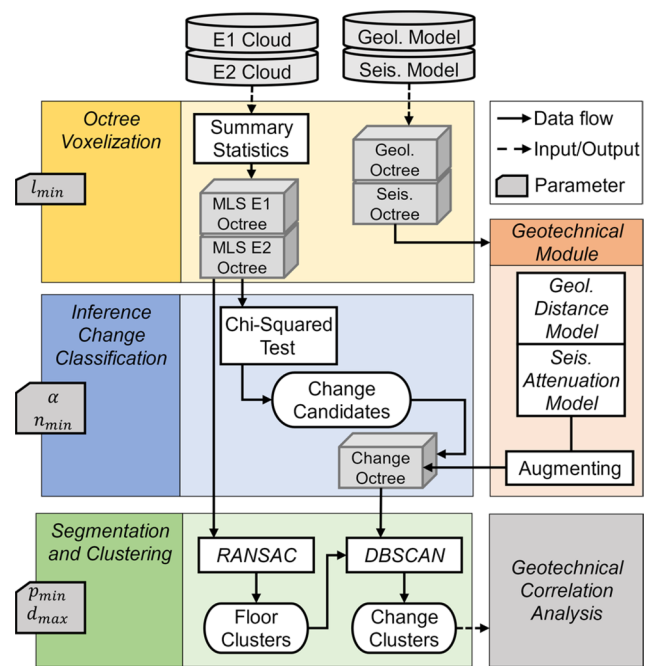 E1 Cloud
E2 Cloud
Geol. Model
Seis. Model
Octree
Voxelization
l_min
Summary
Statistics
MLS E1
Octree
MLS E2
Octree
Geol.
Octree
Seis.
Octree
Data flow
Input/Output
Parameter
Geotechnical
Module
Geol.
Distance
Model
Seis.
Attenuation
Model
Augmenting
Inference
Change
Classification
α
n_min
Chi-Squared
Test
Change
Candidates
Change
Octree
Segmentation
and Clustering
p_min
d_max
RANSAC
DBSCAN
Floor
Clusters
Change
Clusters
Geotechnical
Correlation
Analysis